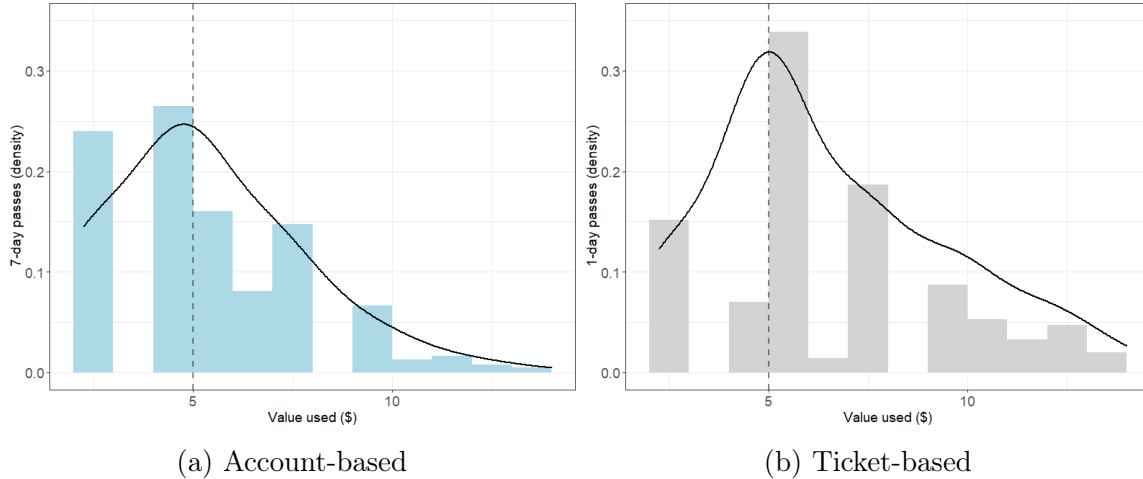 7-day passes (density)
0.3
0.2
0.1
0.0
5
10
Value used ($)
(a) Account-based
1-day passes (density)
0.3
0.2
0.1
0.0
5
10
Value used ($)
(b) Ticket-based